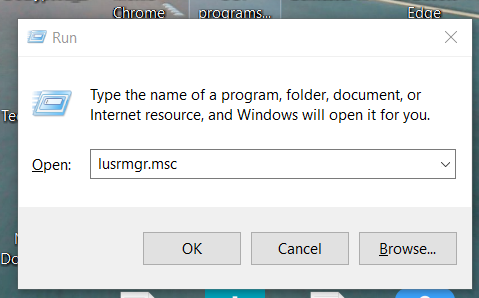 Chrome
programs...
Edge
Run
Type the name of a program, folder, document, or
Internet resource, and Windows will open it for you.
Open:
lusrmgr.msc
OK
Cancel
Browse...